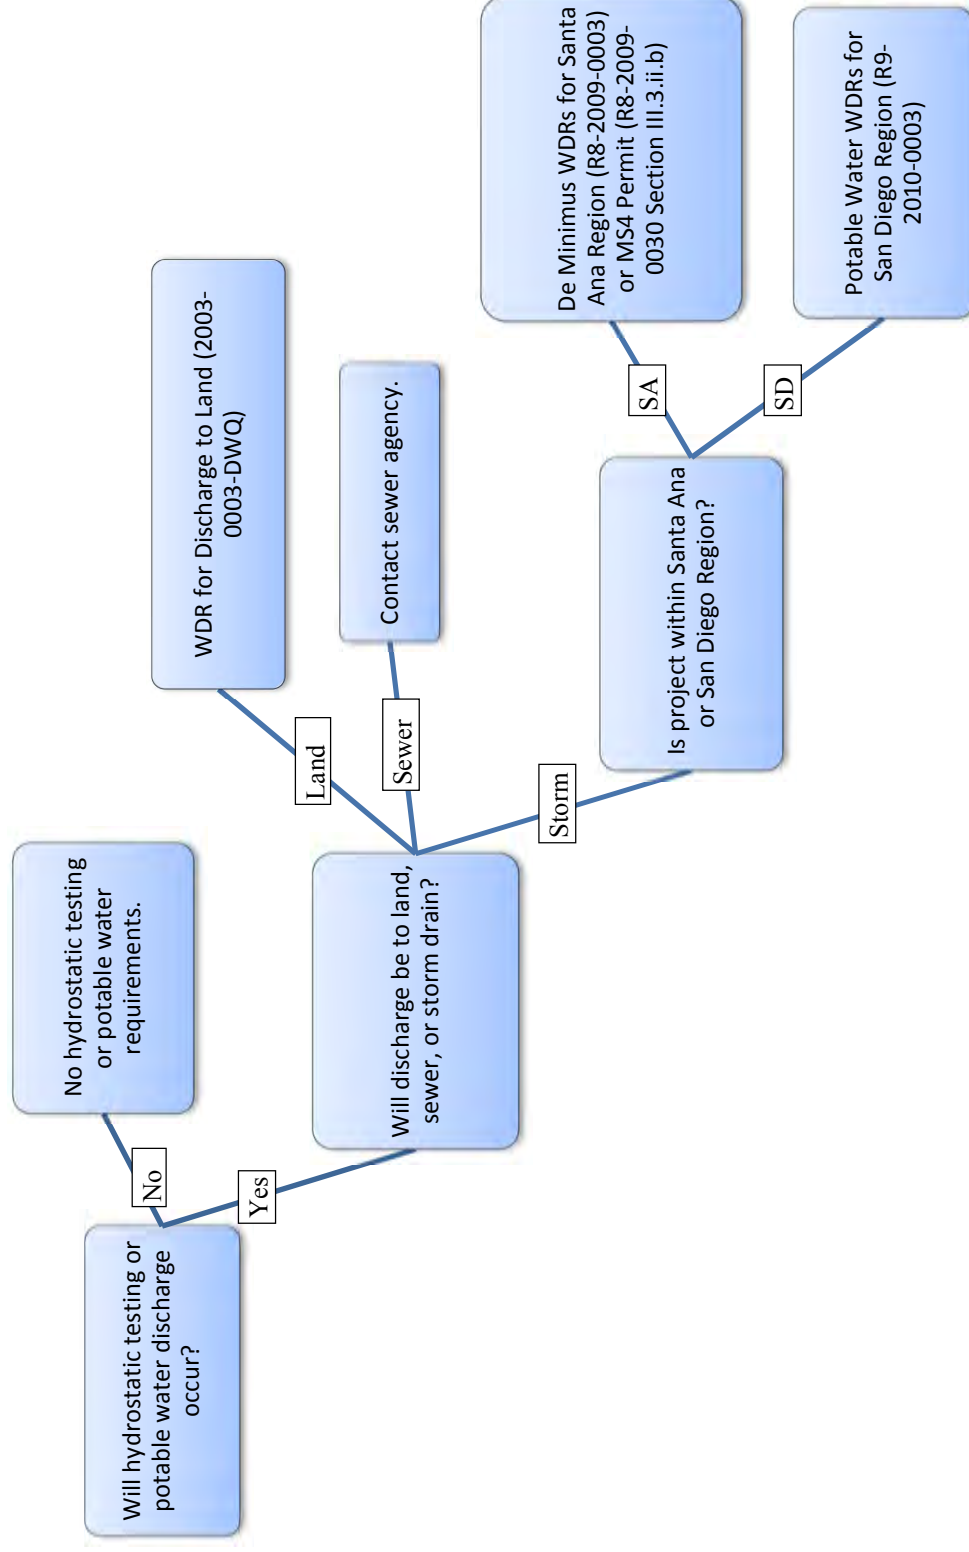 Will hydrostatic testing or
potable water discharge
occur?
No
No hydrostatic testing
or potable water
requirements.
Yes
Will discharge be to land,
sewer, or storm drain?
Land
WDR for Discharge to Land (2003-
0003-DWQ)
Sewer
Contact sewer agency.
Storm
Is project within Santa Ana
or San Diego Region?
SA
De Minimus WDRs for Santa
Ana Region (R8-2009-0003)
or MS4 Permit (R8-2009-
0030 Section III.3.ii.b)
SD
Potable Water WDRs for
San Diego Region (R9-
2010-0003)